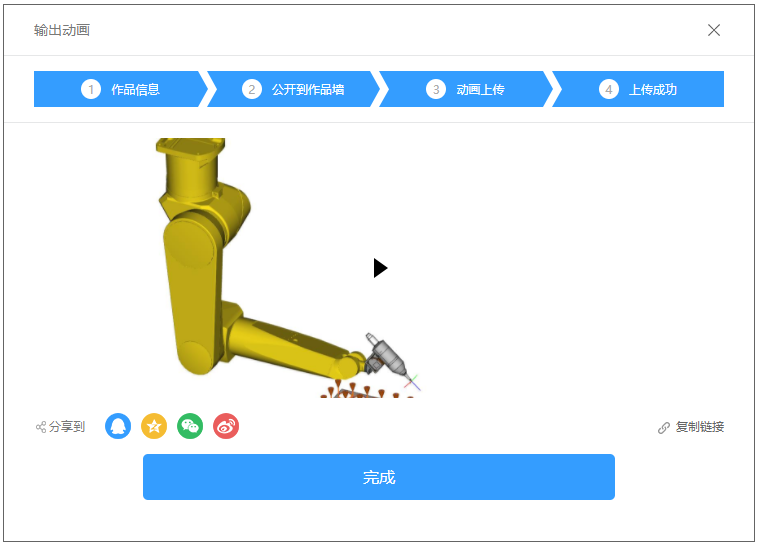 输出动画
1 作品信息
2 公开到作品墙
3 动画上传
4 上传成功
分享到
复制链接
完成